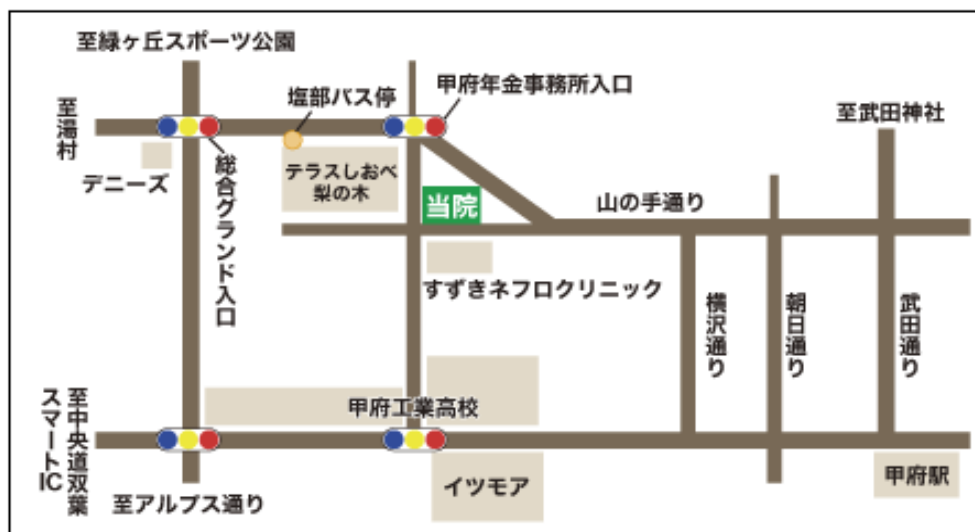 至緑ヶ丘スポーツ公園
塩部バス停
甲府年金事務所入口
至武田神社
至湯村
デニーズ
総合グランド入口
テラスしおべ
梨の木
当院
山の手通り
すずきネフロクリニック
横沢通り
朝日通り
武田通り
至中央道双葉
スマートIC
甲府工業高校
至アルプス通り
イツモア
甲府駅